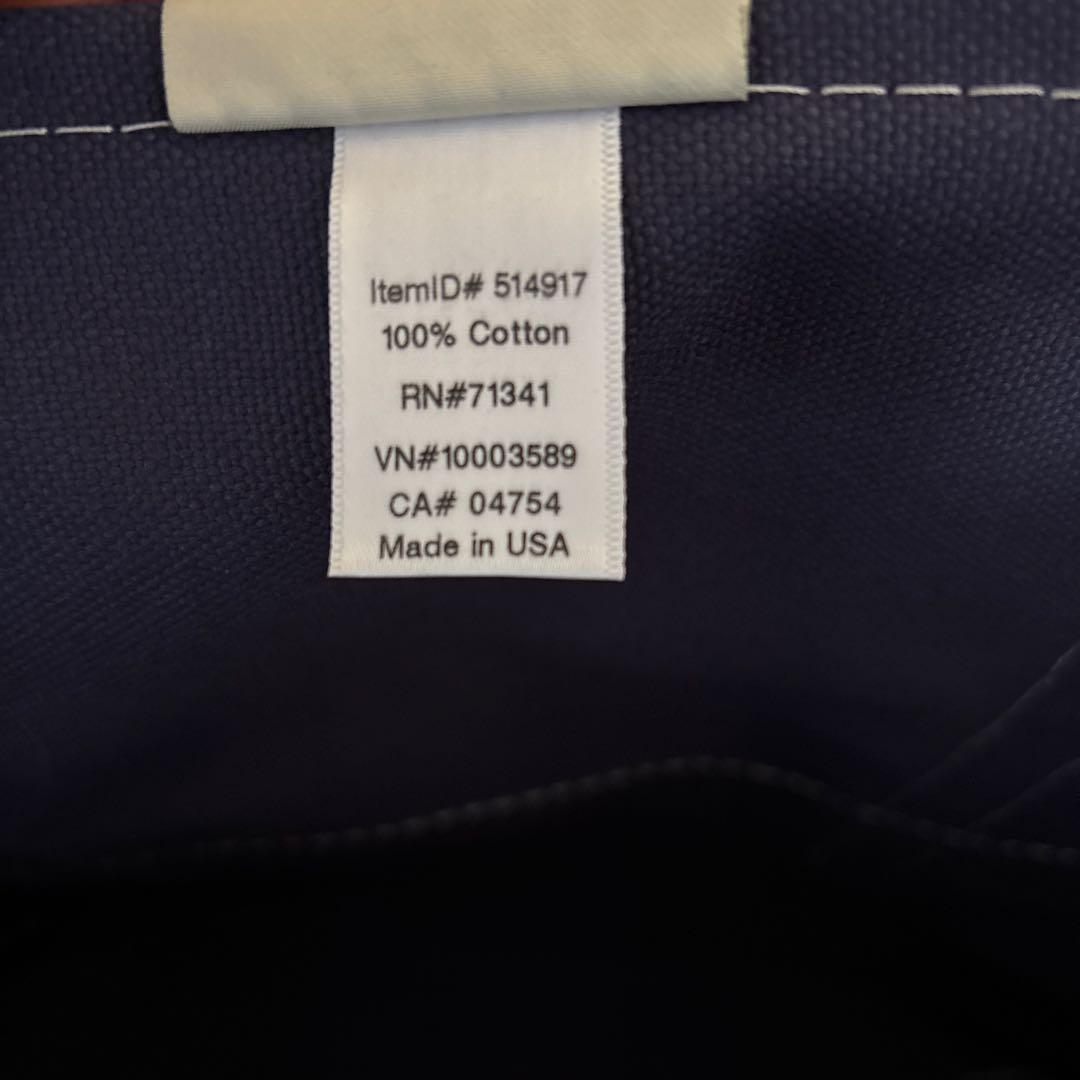 ItemID# 514917
100% Cotton
RN#71341
VN#10003589
CA# 04754
Made in USA